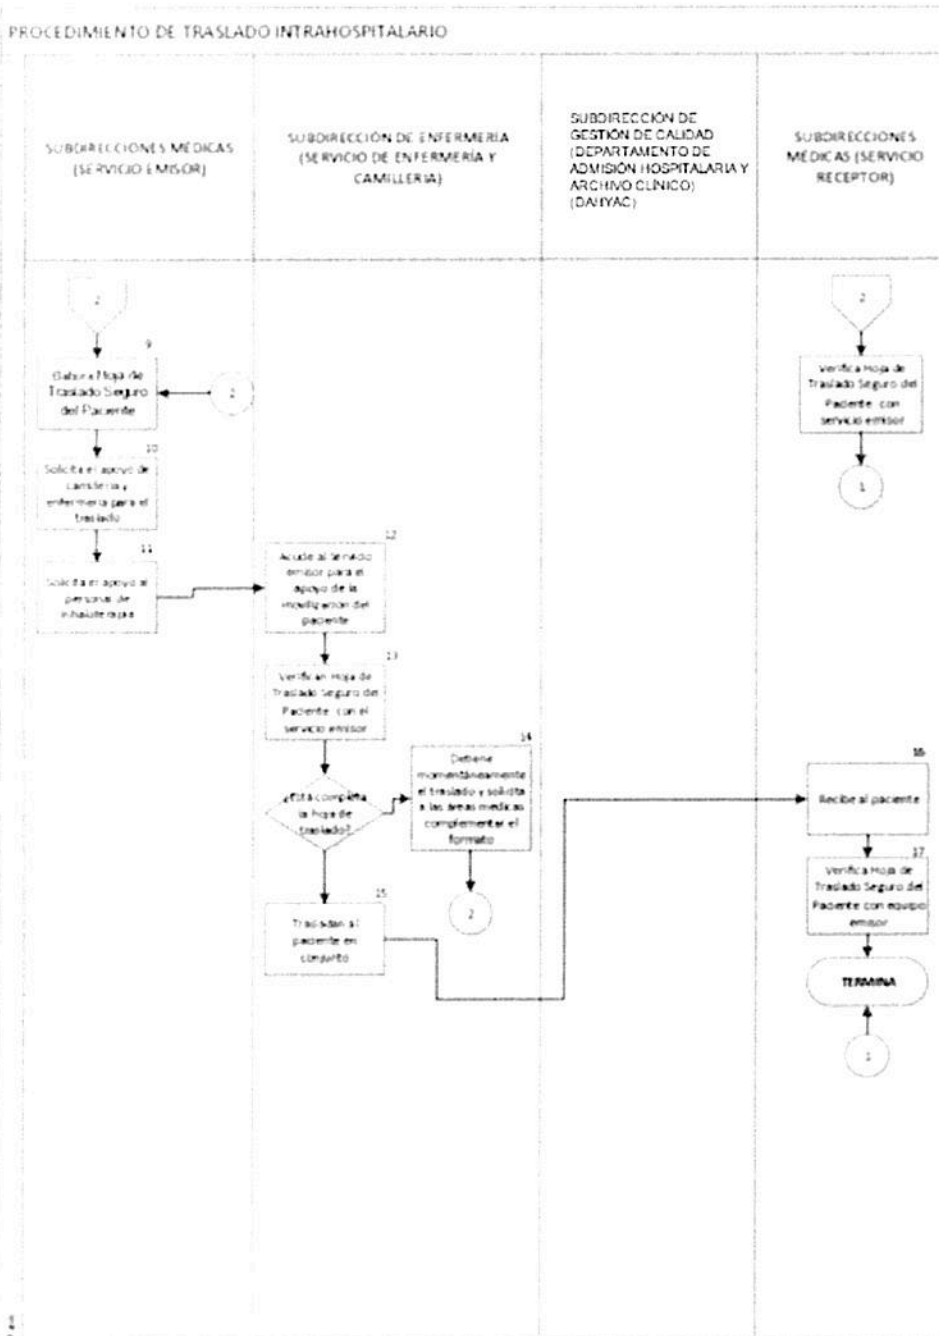 PROCEDIMIENTO DE TRASLADO INTRAHOSPITALARIO
SUBDIRECCIONES MÉDICAS
(SERVICIO EMISOR)
SUBDIRECCIÓN DE ENFERMERÍA
(SERVICIO DE ENFERMERÍA Y
CAMILLERIA)
SUBDIRECCIÓN DE
GESTIÓN DE CALIDAD
(DEPARTAMENTO DE
ADMISIÓN HOSPITALARIA Y
ARCHIVO CLÍNICO)
(DAHYAC)
SUBDIRECCIONES
MÉDICAS (SERVICIO
RECEPTOR)
2
9
Elabora Hoja de
Traslado Seguro
del Paciente
2
10
Solicita el apoyo de
camillería y
enfermería para el
traslado
11
Solicita el apoyo al
personal de
inhaloterapia
12
Acude al servicio
emisor para el
apoyo de la
movilización del
paciente
13
Verifican Hoja de
Traslado Seguro del
Paciente con el
servicio emisor
¿Está completa
la hoja de
traslado?
14
Detiene
momentáneamente
el traslado y solicita
a las áreas médicas
complementar el
formato
2
15
Trasladan al
paciente en
conjunto
2
Verifica Hoja de
Traslado Seguro del
Paciente con
servicio emisor
1
16
Recibe al paciente
17
Verifica Hoja de
Traslado Seguro del
Paciente con equipo
emisor
TERMINA
1